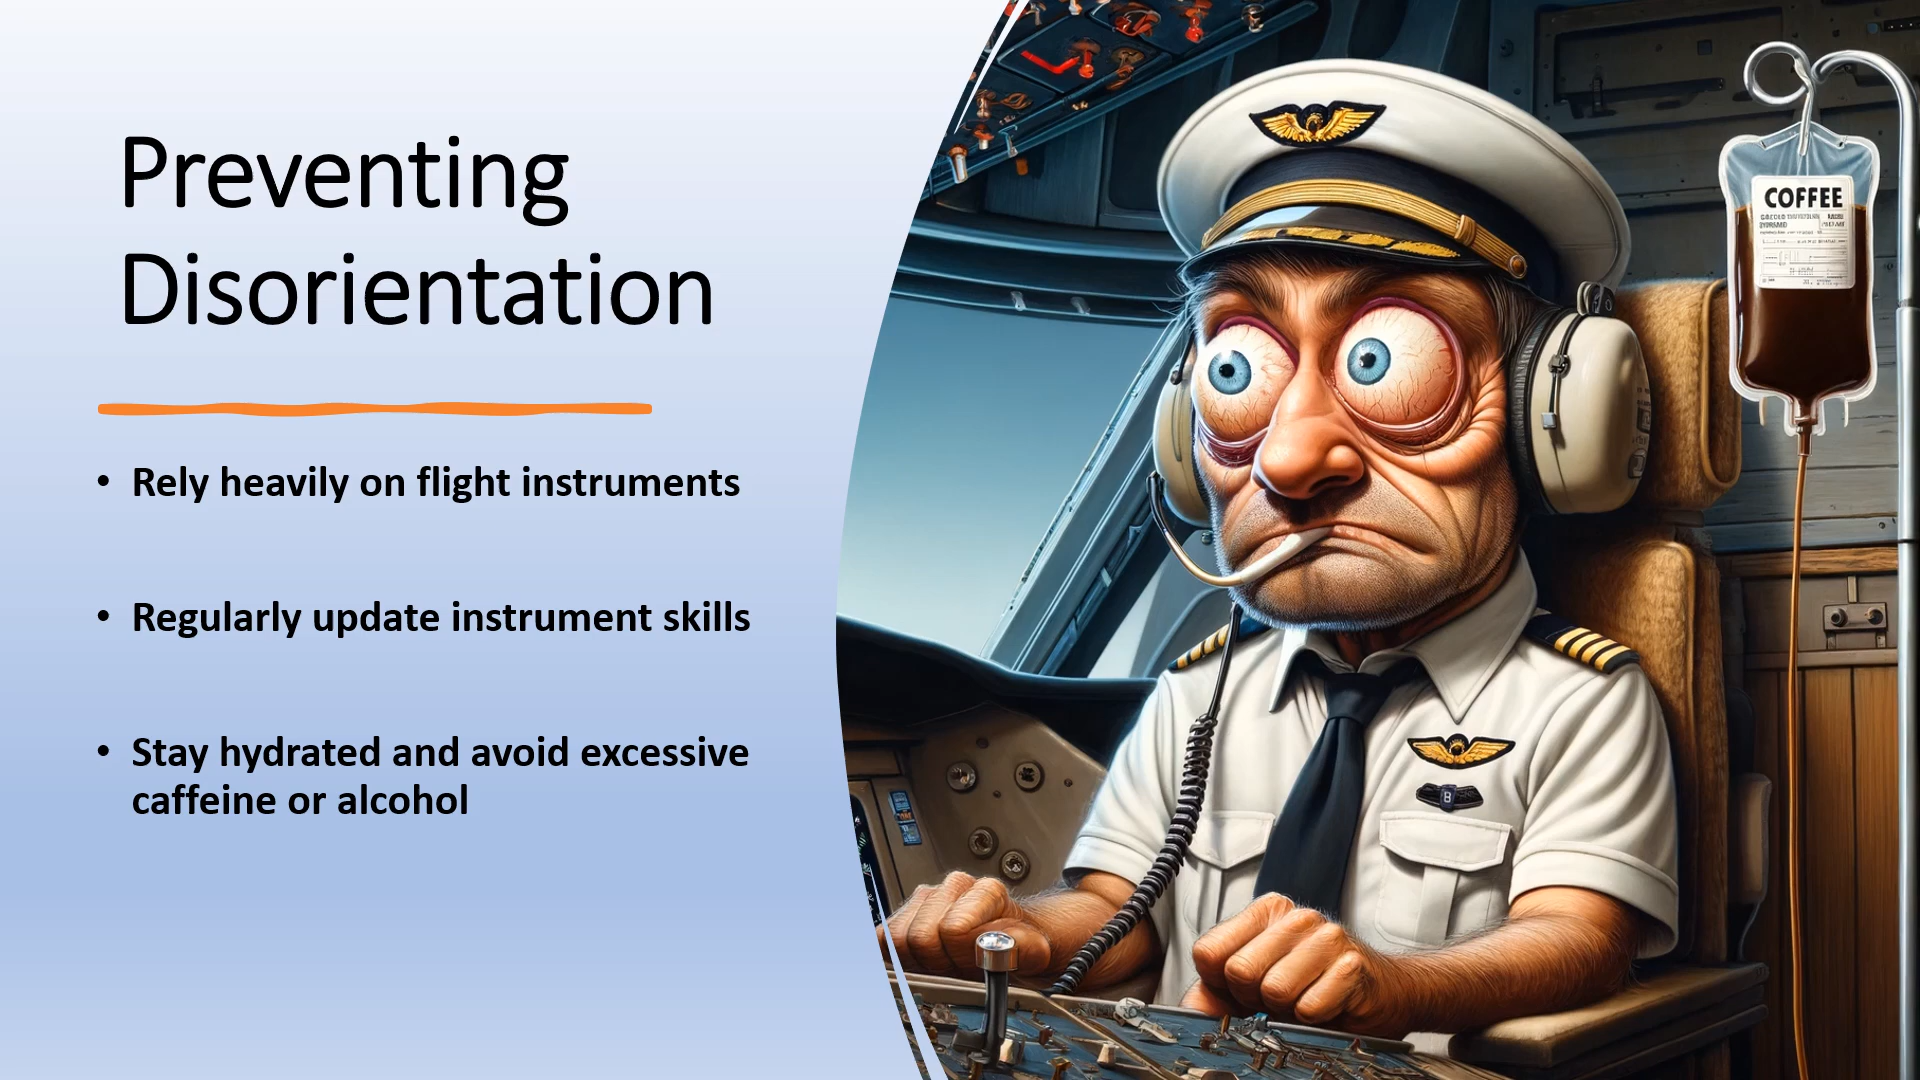 Preventing
Disorientation
• Rely heavily on flight instruments
• Regularly update instrument skills
• Stay hydrated and avoid excessive
caffeine or alcohol
COFFEE
B